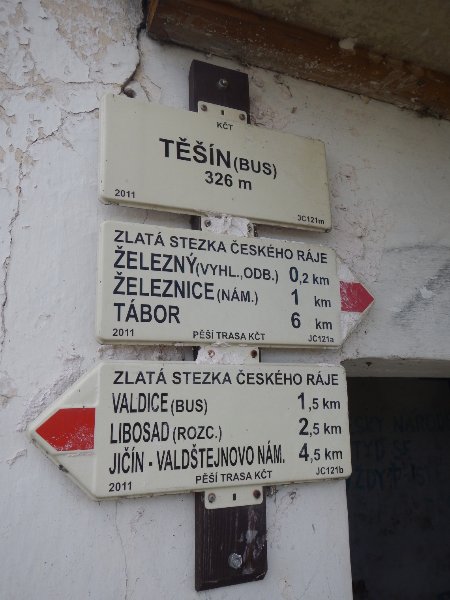 KČT
TĚŠÍN (BUS)
326 m
2011 JC121m
ZLATÁ STEZKA ČESKÉHO RÁJE
ŽELEZNÝ (VYHL.,ODB.) 0,2 km
ŽELEZNICE (NÁM.) 1 km
TÁBOR 6 km
2011 PĚŠÍ TRASA KČT JC121a
ZLATÁ STEZKA ČESKÉHO RÁJE
VALDICE (BUS) 1,5 km
LIBOSAD (ROZC.) 2,5 km
JIČÍN - VALDŠTEJNOVO NÁM. 4,5 km
2011 PĚŠÍ TRASA KČT JC121b